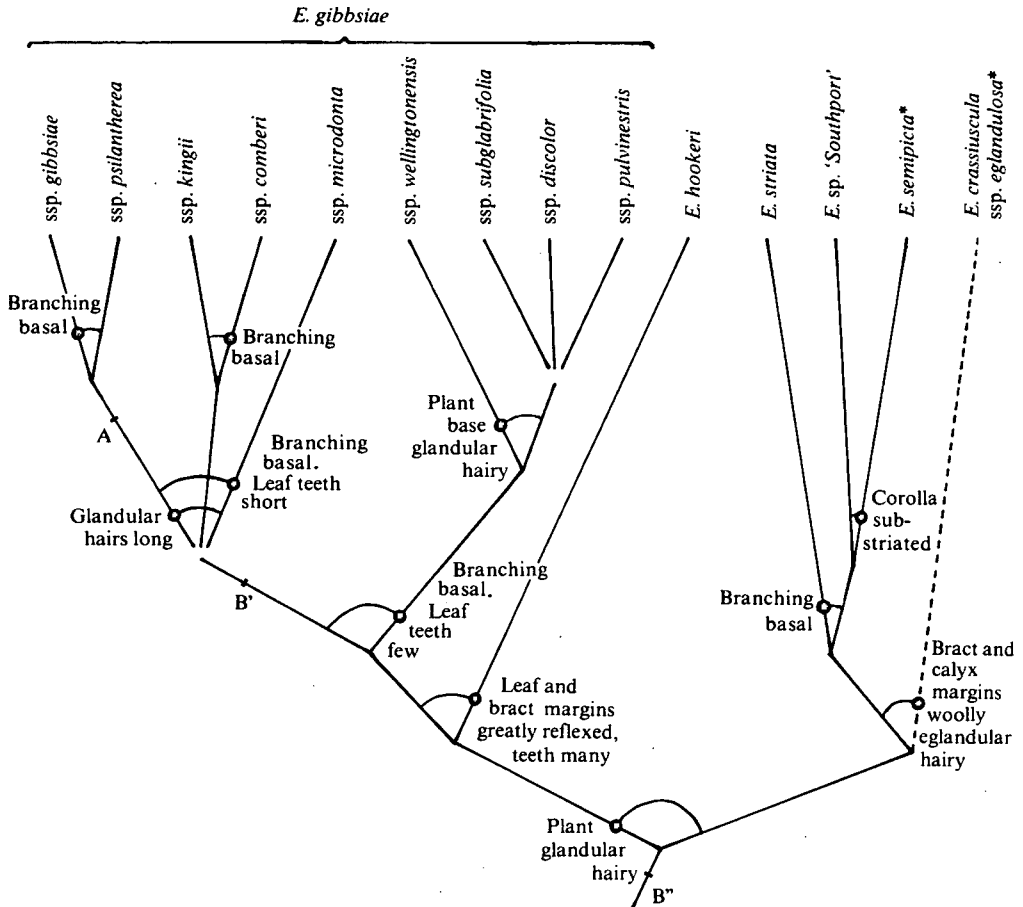 E. gibbsiae
ssp. gibbsiae
ssp. psilantherea
ssp. kingii
ssp. comberi
ssp. microdonta
ssp. wellingtonensis
ssp. subglabrifolia
ssp. discolor
ssp. pulvinestris
E. hookeri
E. striata
E. sp. 'Southport'
E. semipicta*
E. crassiuscula
ssp. eglandulosa*
Branching
basal
Branching
basal
A
Branching
basal.
Leaf teeth
short
Glandular
hairs long
B'
Plant
base
glandular
hairy
Branching
basal.
Leaf
teeth
few
Leaf and
bract margins
greatly reflexed,
teeth many
Corolla
sub-
striated
Branching
basal
Bract and
calyx
margins
woolly
eglandular
hairy
Plant
glandular
hairy
B"